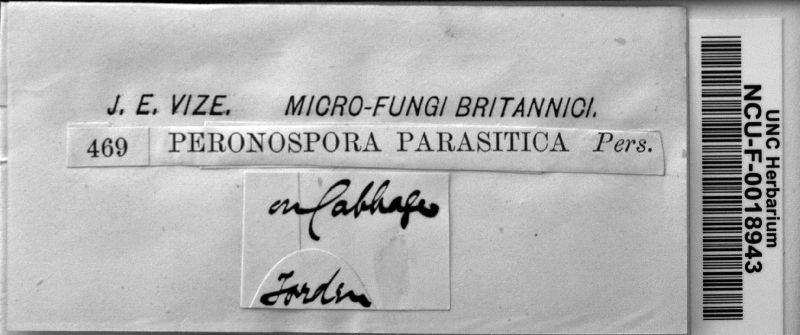 J. E. VIZE. MICRO-FUNGI BRITANNICI.
469 PERONOSPORA PARASITICA Pers.
on Cabbage
Forden
UNC Herbarium
NCU-F-0018943